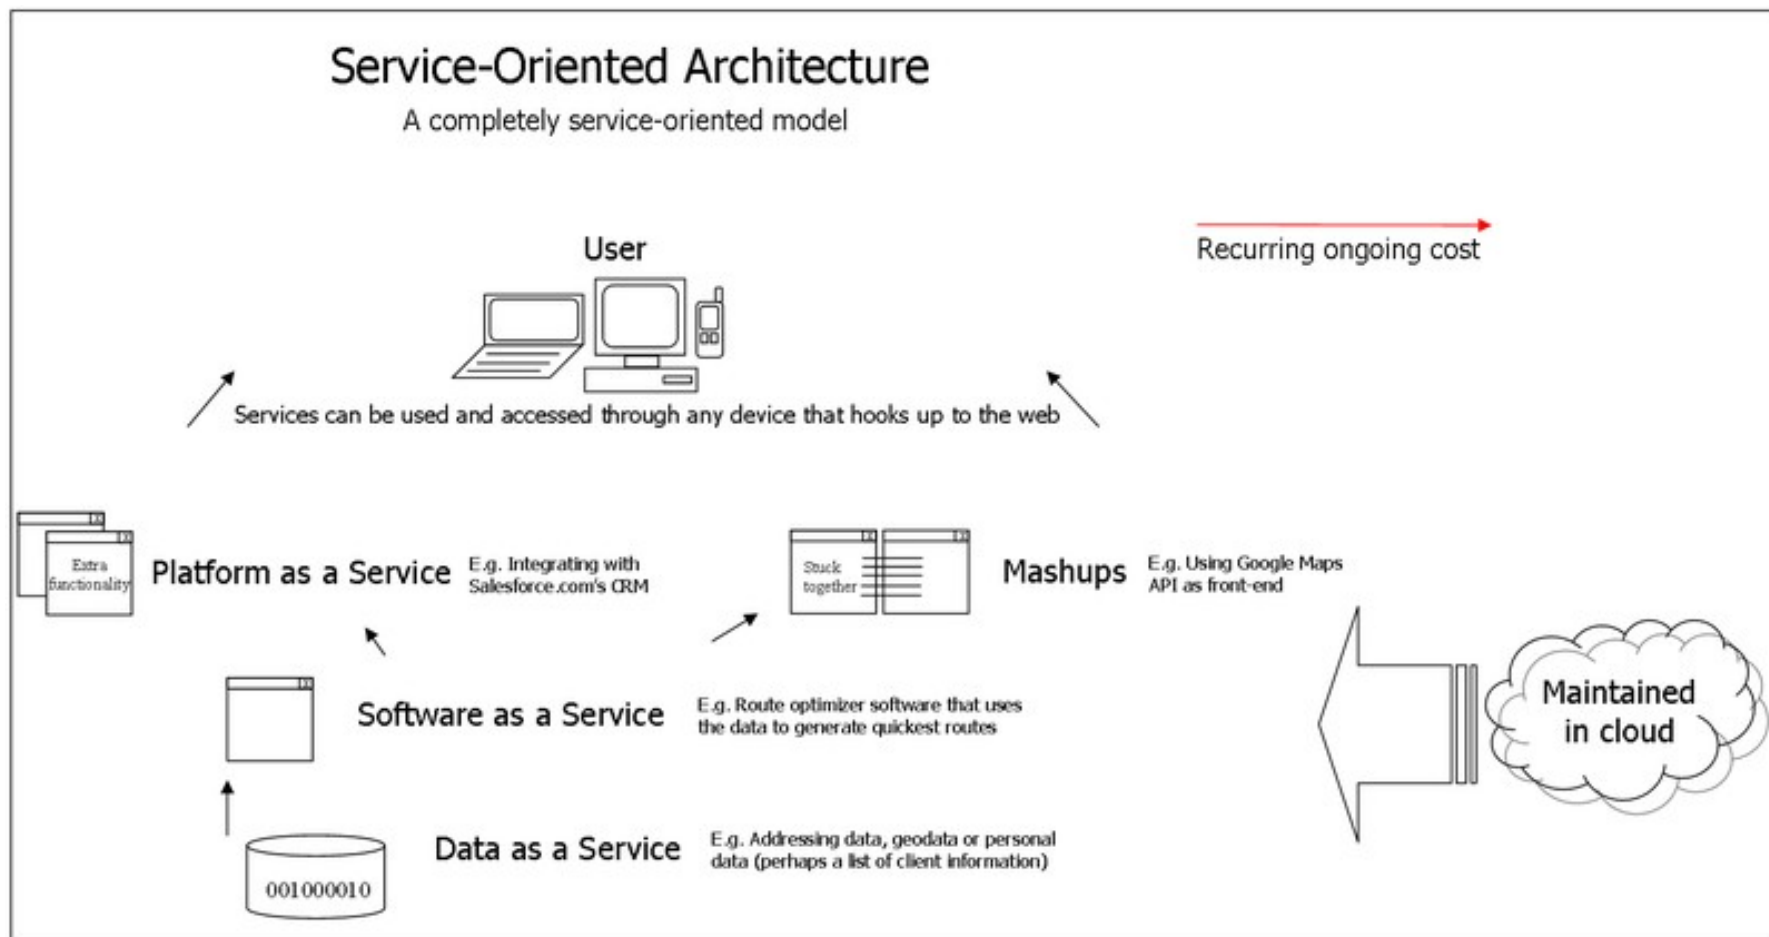 Service-Oriented Architecture
A completely service-oriented model
User
Recurring ongoing cost
Services can be used and accessed through any device that hooks up to the web
X
X
Extra
functionality
Platform as a Service
E.g. Integrating with
Salesforce.com's CRM
X
X
Stuck
together
Mashups
E.g. Using Google Maps
API as front-end
X
Software as a Service
E.g. Route optimizer software that uses
the data to generate quickest routes
Maintained
in cloud
001000010
Data as a Service
E.g. Addressing data, geodata or personal
data (perhaps a list of client information)